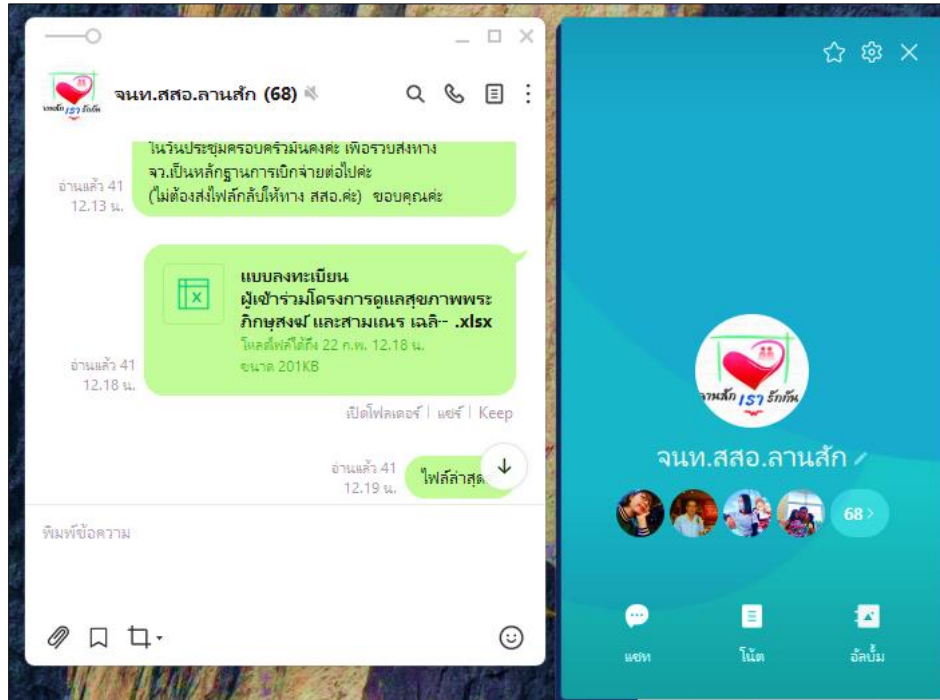 จนท.สสอ.ลานสัก (68)
ในวันประชุมครอบครัวมั่นคงค่ะ เพื่อรวบส่งทาง
จว.เป็นหลักฐานการเบิกจ่ายต่อไปค่ะ
(ไม่ต้องส่งไฟล์กลับให้ทาง สสอ.ค่ะ) ขอบคุณค่ะ
อ่านแล้ว 41
12.13 น.
แบบลงทะเบียน
ผู้เข้าร่วมโครงการดูแลสุขภาพพระ
ภิกษุสงฆ์ และสามเณร เฉลิ... .xlsx
โหลดไฟล์ได้ถึง 22 ก.พ. 12.18 น.
ขนาด 201KB
อ่านแล้ว 41
12.18 น.
เปิดโฟลเดอร์ | แชร์ | Keep
อ่านแล้ว 41
12.19 น.
ไฟล์ล่าสุด
พิมพ์ข้อความ
เรา รักกัน
จนท.สสอ.ลานสัก
68 >
แชท
โน้ต
อัลบั้ม